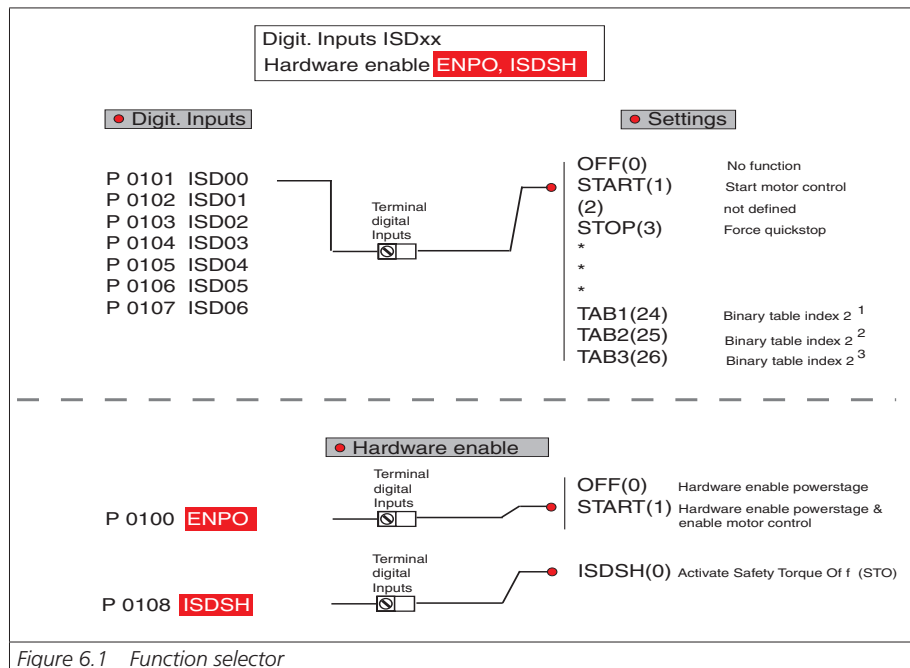 Digit. Inputs ISDxx
Hardware enable ENPO, ISDSH
Digit. Inputs
Settings
P 0101 ISD00
P 0102 ISD01
P 0103 ISD02
P 0104 ISD03
P 0105 ISD04
P 0106 ISD05
P 0107 ISD06
Terminal
digital
Inputs
OFF(0) No function
START(1) Start motor control
(2) not defined
STOP(3) Force quickstop
*
*
*
TAB1(24) Binary table index 2 1
TAB2(25) Binary table index 2 2
TAB3(26) Binary table index 2 3
Hardware enable
P 0100 ENPO
Terminal
digital
Inputs
OFF(0) Hardware enable powerstage
START(1) Hardware enable powerstage &
enable motor control
P 0108 ISDSH
Terminal
digital
Inputs
ISDSH(0) Activate Safety Torque Of f (STO)
Figure 6.1 Function selector